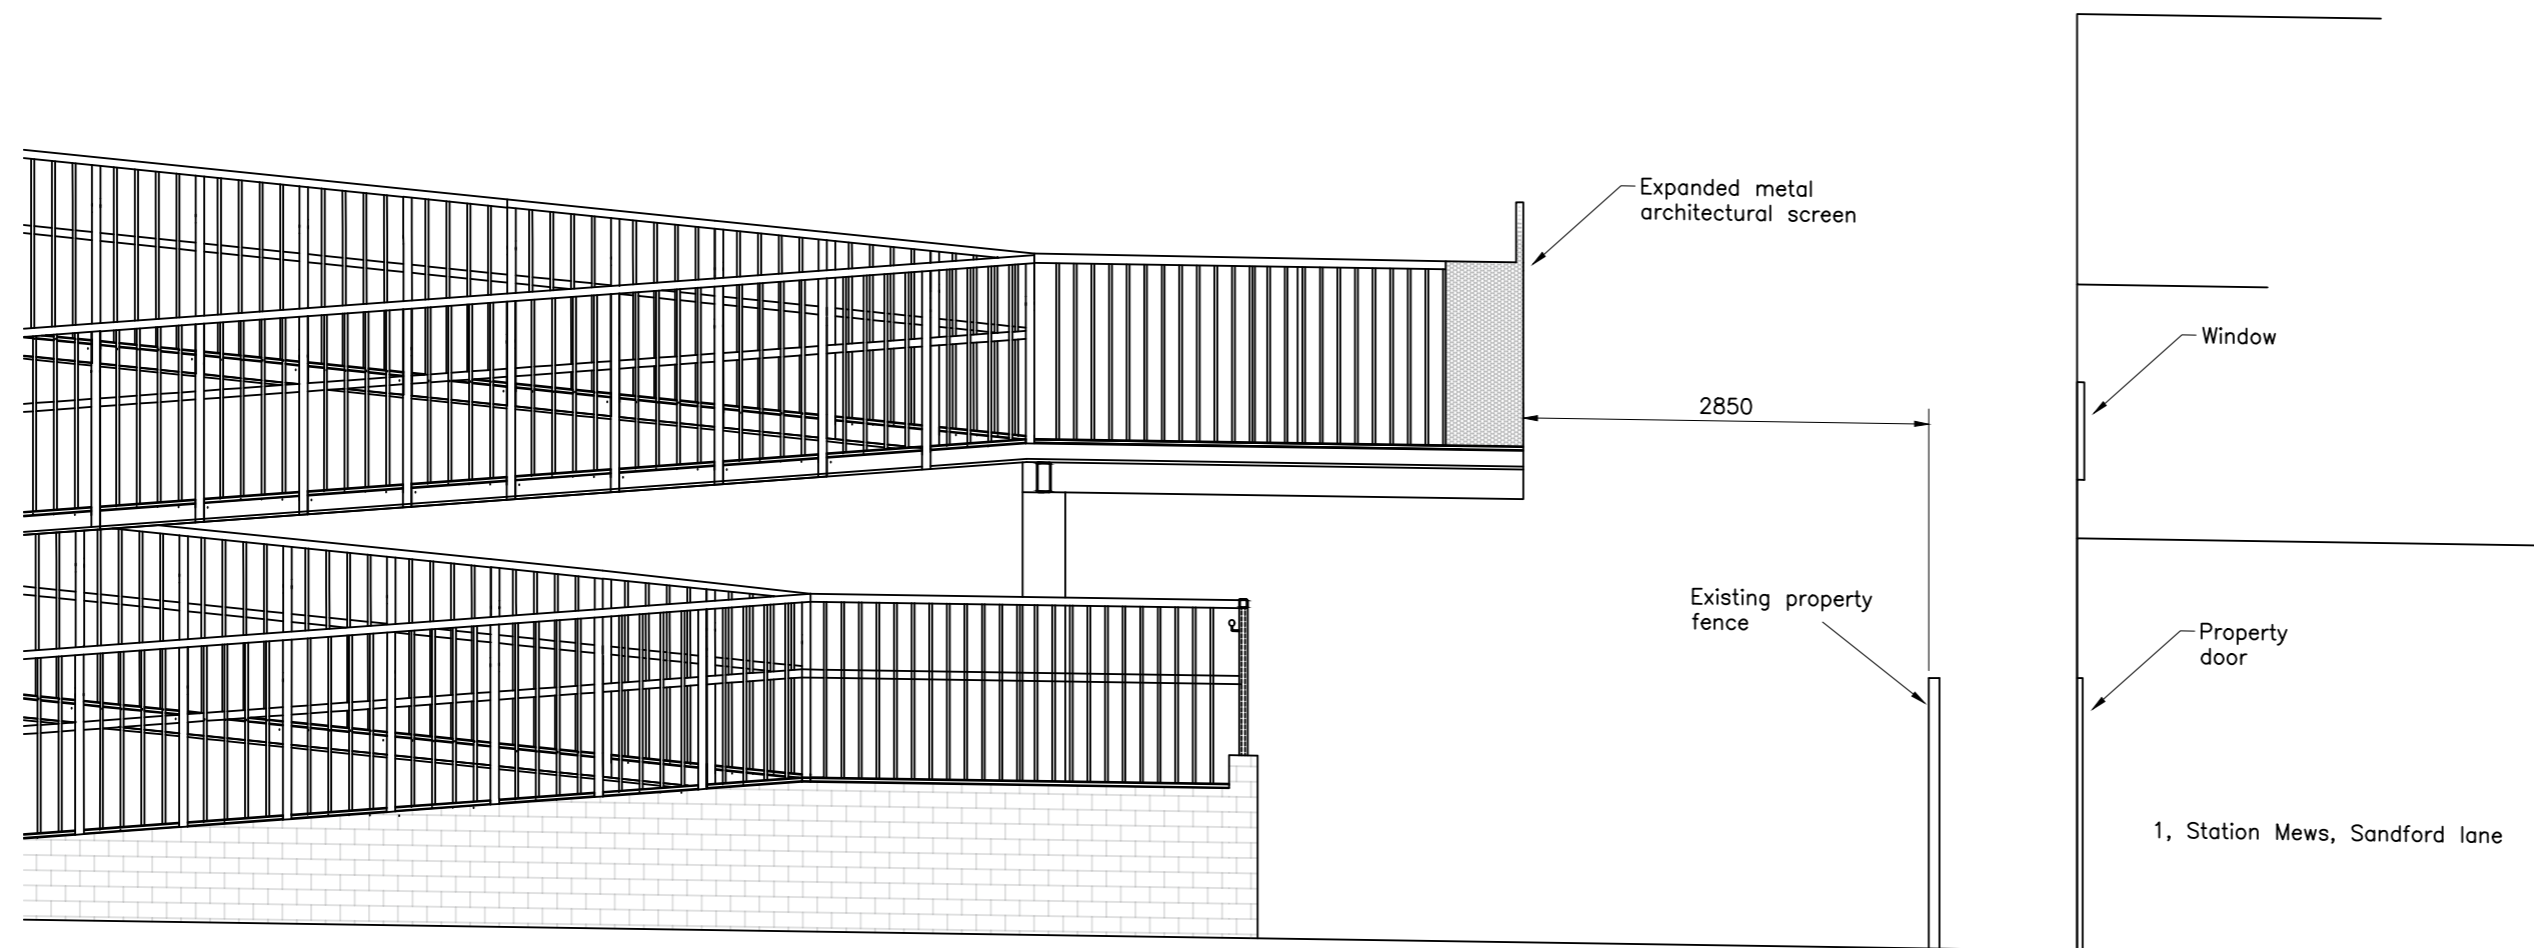 Expanded metal
architectural screen
Window
2850
Existing property
fence
Property
door
1, Station Mews, Sandford lane